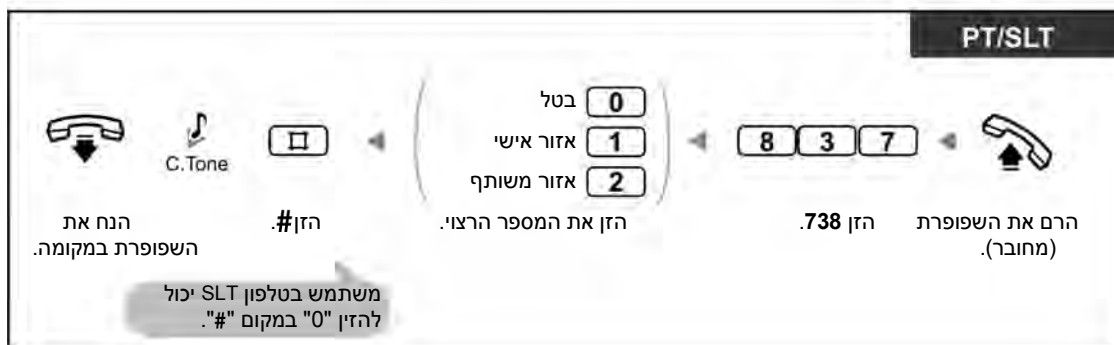 PT/SLT
8 3 7
0 בטל
1 אזור אישי
2 אזור משותף
C.Tone
הרם את השפופרת
(מחובר).
הזן 738.
הזן את המספר הרצוי.
הזן #.
הנח את
השפופרת במקומה.
משתמש בטלפון SLT יכול
להזין "0" במקום "#".